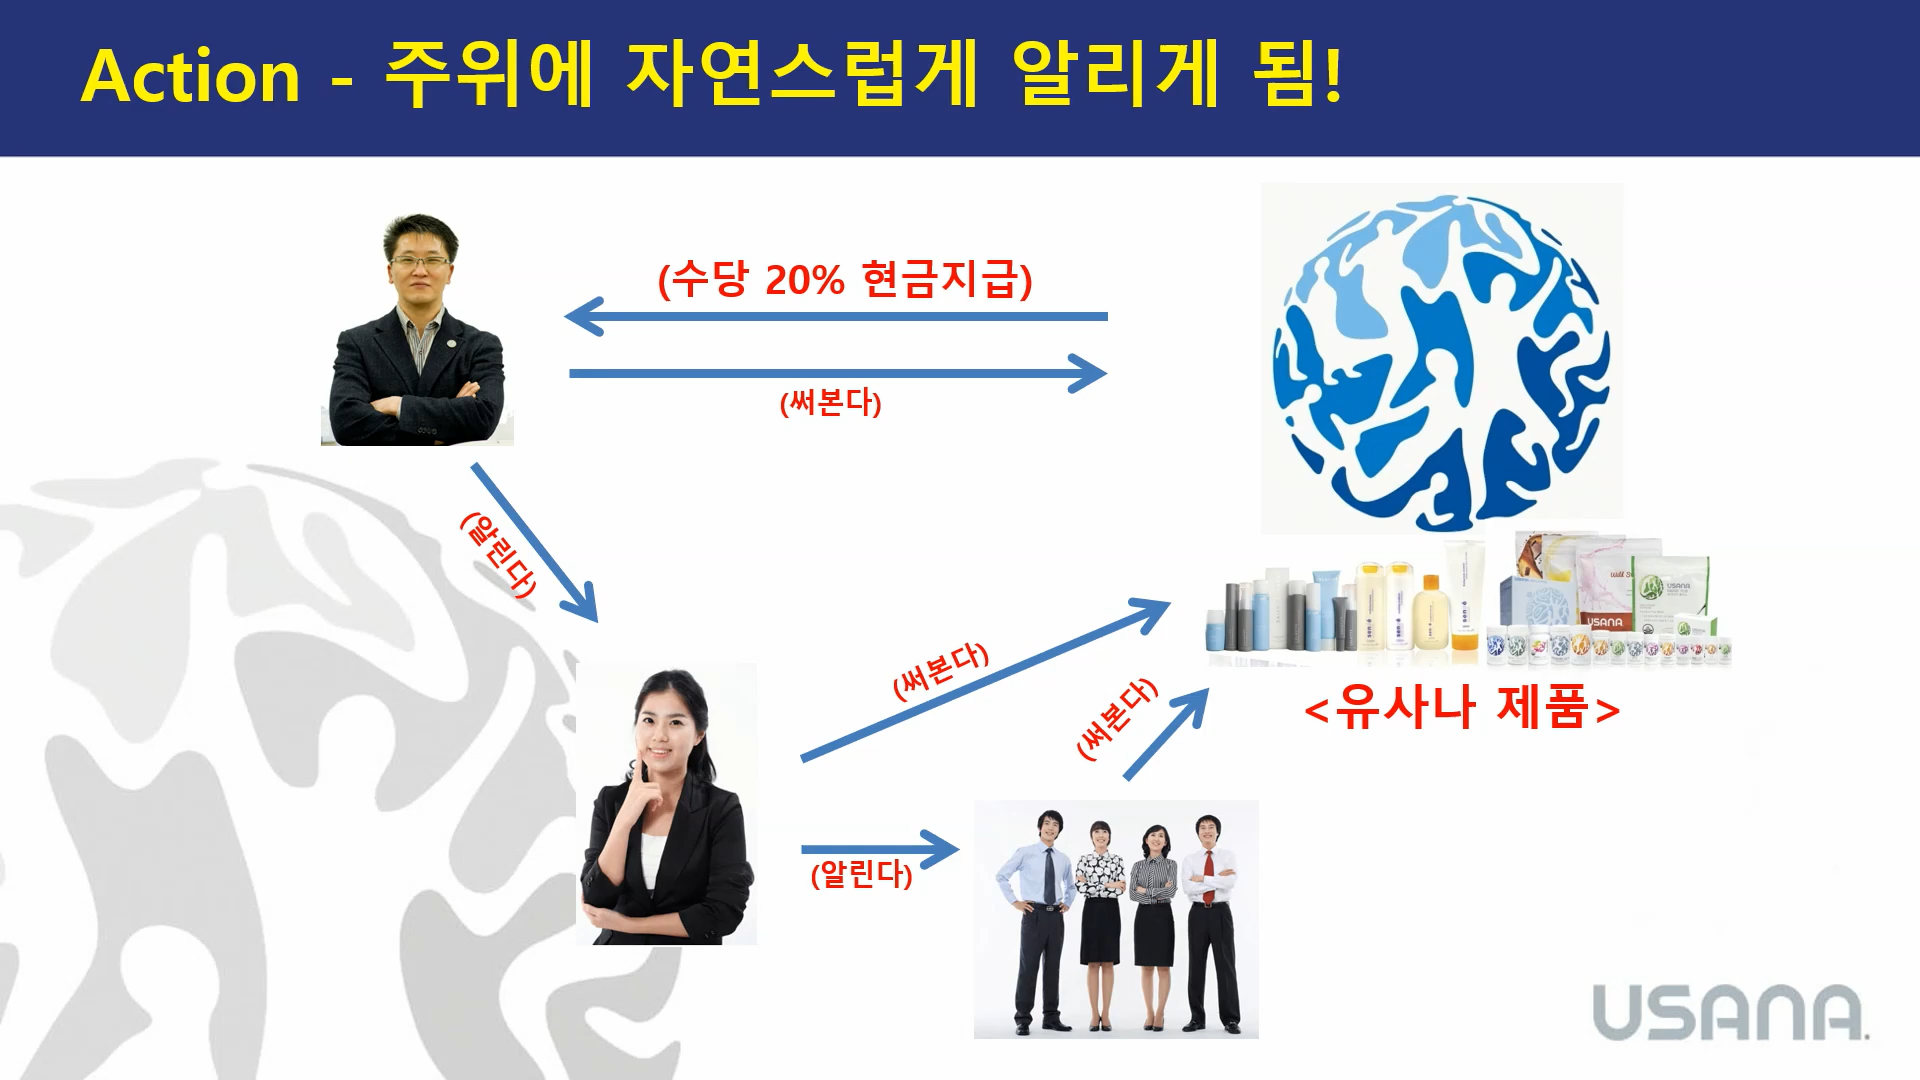 Action - 주위에 자연스럽게 알리게 됨!
(수당 20% 현금지급)
(써본다)
(알린다)
(써본다)
(써본다)
USANA
USANA
<유사나 제품>
(알린다)
USANA.